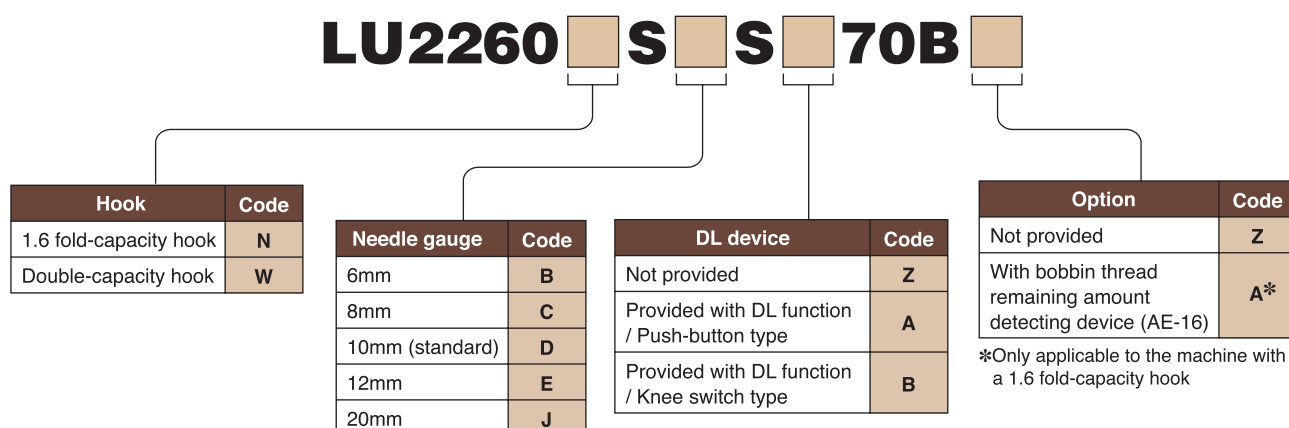 LU2260 S S 70B
Hook Code
1.6 fold-capacity hook N
Double-capacity hook W
Needle gauge Code
6mm B
8mm C
10mm (standard) D
12mm E
20mm J
DL device Code
Not provided Z
Provided with DL function
/ Push-button type A
Provided with DL function
/ Knee switch type B
Option Code
Not provided Z
With bobbin thread
remaining amount A*
detecting device (AE-16)
*Only applicable to the machine with
a 1.6 fold-capacity hook